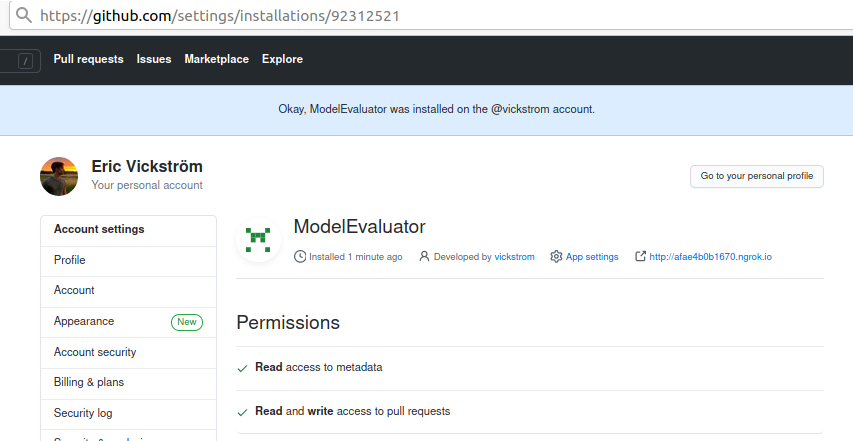 https://github.com/settings/installations/92312521
/ Pull requests Issues Marketplace Explore
Okay, ModelEvaluator was installed on the @vickstrom account.
Eric Vickström
Your personal account
Go to your personal profile
Account settings
Profile
Account
Appearance New
Account security
Billing & plans
Security log
ModelEvaluator
Installed 1 minute ago Developed by vickstrom App settings http://afae4b0b1670.ngrok.io
Permissions
Read access to metadata
Read and write access to pull requests